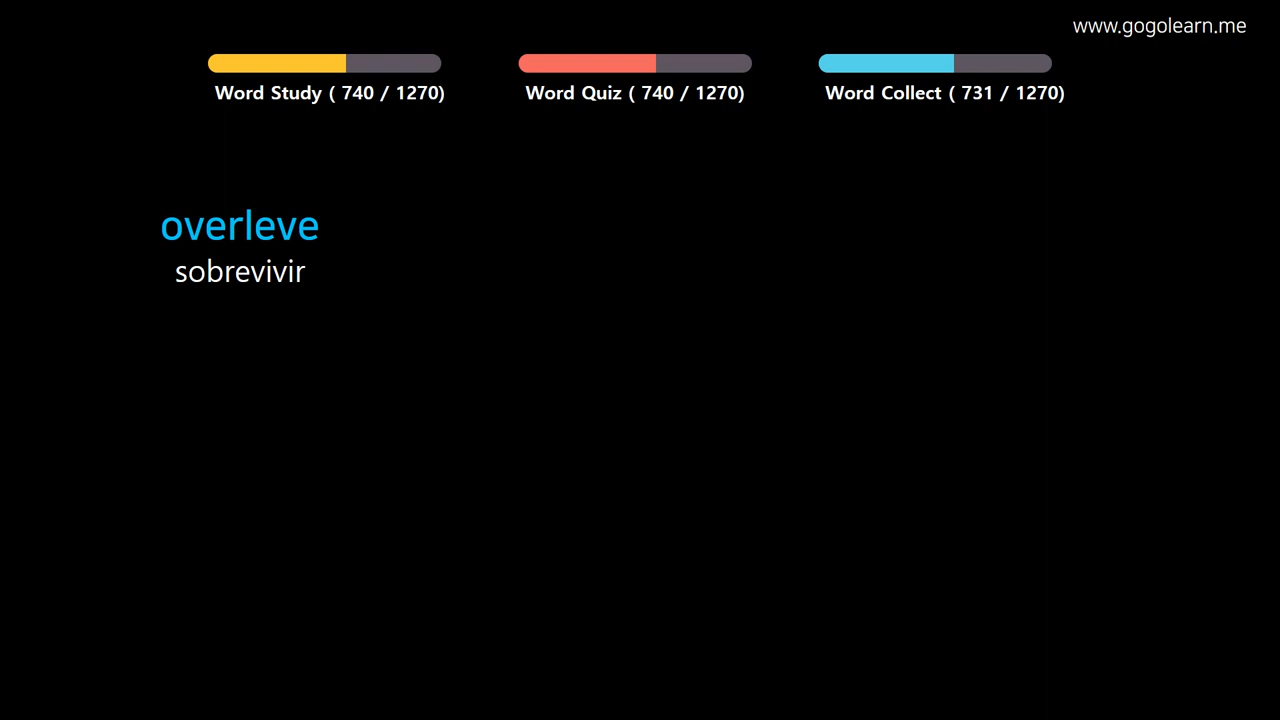 www.gogolearn.me
Word Study ( 740 / 1270)
Word Quiz ( 740 / 1270)
Word Collect ( 731 / 1270)
overleve
sobrevivir